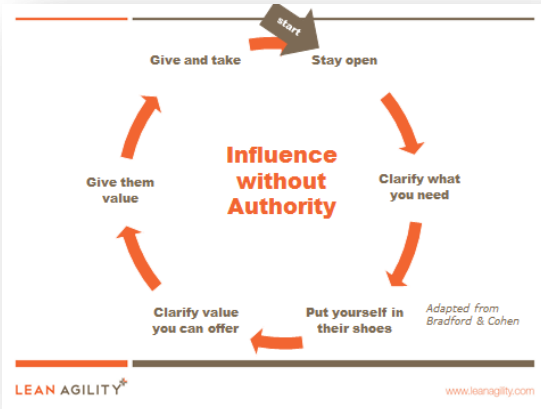 start
Stay open
Clarify what
you need
Put yourself in
their shoes
Clarify value
you can offer
Give them
value
Give and take
Influence
without
Authority
Adapted from
Bradford & Cohen
LEAN AGILITY
www.leanagility.com